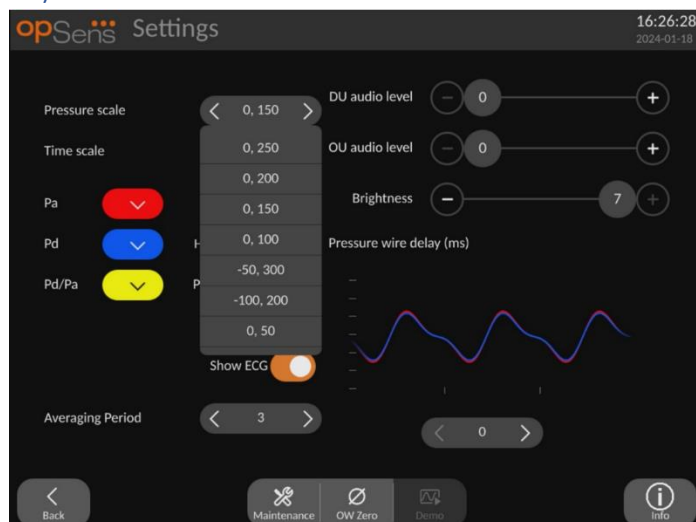 opSens Settings
16:26:28
2024-01-18
Pressure scale
0, 150
Time scale
0, 250
0, 200
0, 150
0, 100
-50, 300
-100, 200
0, 50
Pa
Pd
H
Pd/Pa
P
Show ECG
Averaging Period
3
DU audio level
0
OU audio level
0
Brightness
7
Pressure wire delay (ms)
0
Back
Maintenance
OW Zero
Demo
Info